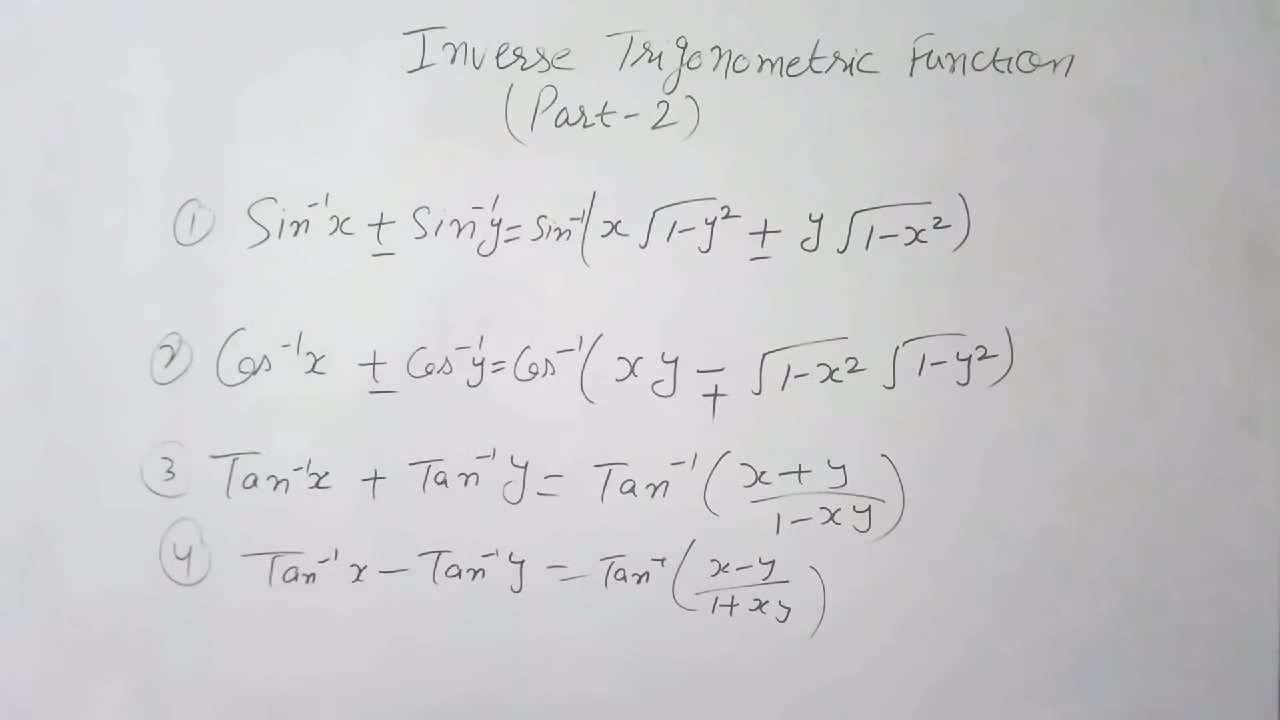 Inverse Trigonometric Function
(Part-2)
① Sin⁻¹x ± Sin⁻¹y = Sin⁻¹(x √1-y² ± y √1-x²)
② Cos⁻¹x ± Cos⁻¹y = Cos⁻¹(xy ∓ √1-x² √1-y²)
③ Tan⁻¹x + Tan⁻¹y = Tan⁻¹(x+y/1-xy)
④ Tan⁻¹x - Tan⁻¹y = Tan⁻¹(x-y/1+xy)